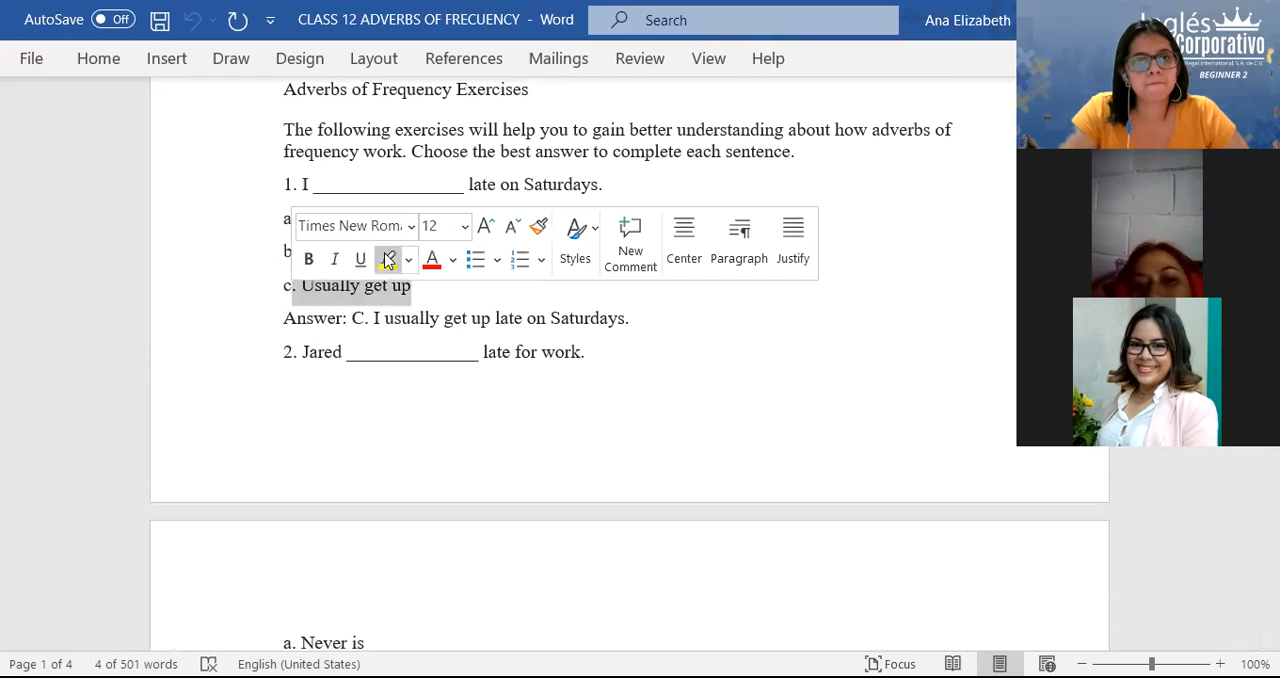 AutoSave Off CLASS 12 ADVERBS OF FRECUENCY - Word Search Ana Elizabeth
File Home Insert Draw Design Layout References Mailings Review View Help
Inglés
Corporativo
Regal International, S.A. de C.V.
BEGINNER 2
Adverbs of Frequency Exercises
The following exercises will help you to gain better understanding about how adverbs of
frequency work. Choose the best answer to complete each sentence.
1. I _________________ late on Saturdays.
a
Times New Rom 12
b
B I U A Styles New Comment Center Paragraph Justify
c. Usually get up
Answer: C. I usually get up late on Saturdays.
2. Jared ______________ late for work.
a. Never is
Page 1 of 4 4 of 501 words English (United States) Focus 100%